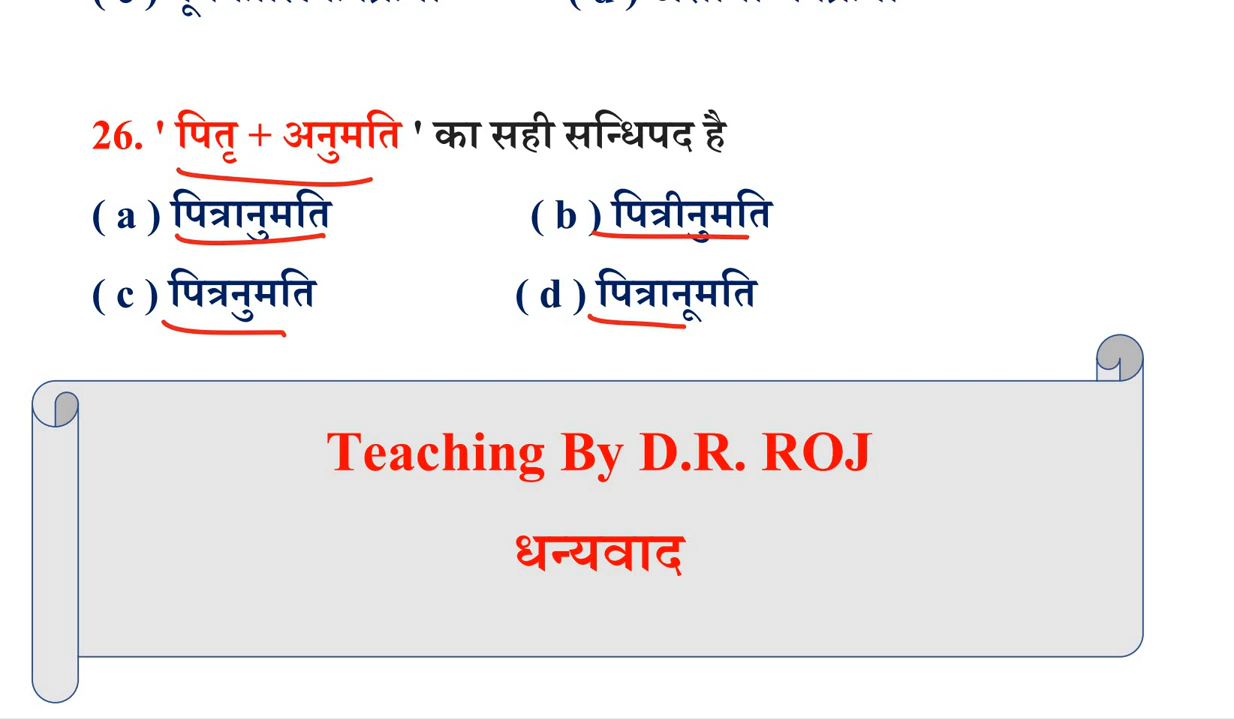 26. ' पितृ + अनुमति ' का सही सन्धिपद है
( a ) पित्रानुमति ( b ) पित्रीनुमति
( c ) पित्रनुमति ( d ) पित्रानूमति
Teaching By D.R. ROJ
धन्यवाद